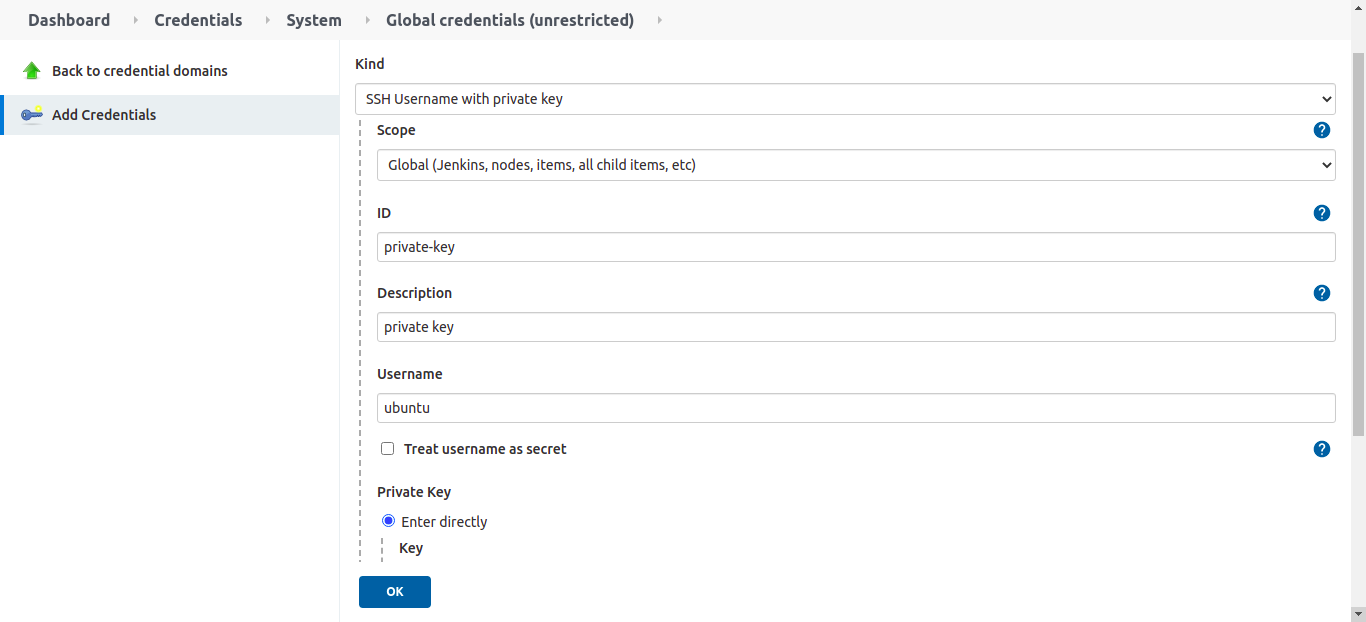 Dashboard Credentials System Global credentials (unrestricted)
Back to credential domains
Add Credentials
Kind
SSH Username with private key
Scope
?
Global (Jenkins, nodes, items, all child items, etc)
ID
?
private-key
Description
?
private key
Username
ubuntu
Treat username as secret
?
Private Key
Enter directly
Key
OK